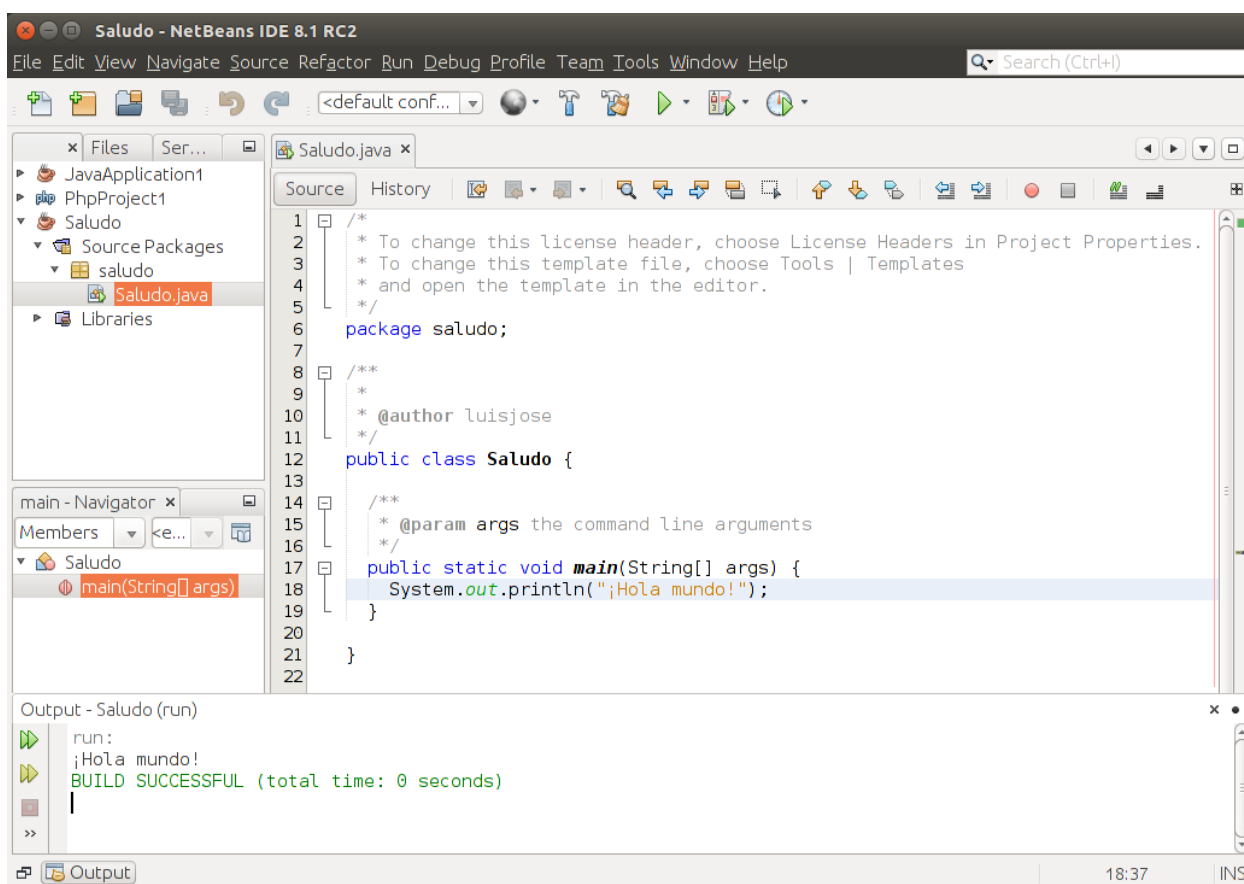 Saludo - NetBeans IDE 8.1 RC2
File Edit View Navigate Source Refactor Run Debug Profile Team Tools Window Help
Search (Ctrl+I)
<default conf...
Files Ser...
JavaApplication1
PhpProject1
Saludo
Source Packages
saludo
Saludo.java
Libraries
main - Navigator
Members <e...
Saludo
main(String[] args)
Saludo.java
Source History
1 /*
2 * To change this license header, choose License Headers in Project Properties.
3 * To change this template file, choose Tools | Templates
4 * and open the template in the editor.
5 */
6 package saludo;
7
8 /**
9 *
10 * @author luisjose
11 */
12 public class Saludo {
13
14 /**
15 * @param args the command line arguments
16 */
17 public static void main(String[] args) {
18 System.out.println("¡Hola mundo!");
19 }
20
21 }
22
Output - Saludo (run)
run:
¡Hola mundo!
BUILD SUCCESSFUL (total time: 0 seconds)
Output
18:37 INS